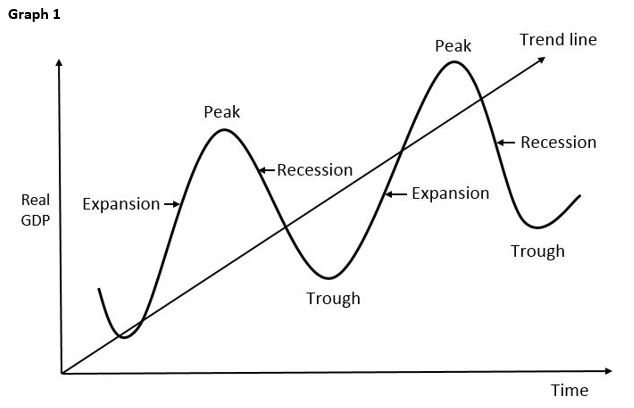 Graph 1
Peak
Trend line
Peak
Recession
Recession
Expansion
Expansion
Real
GDP
Trough
Trough
Time